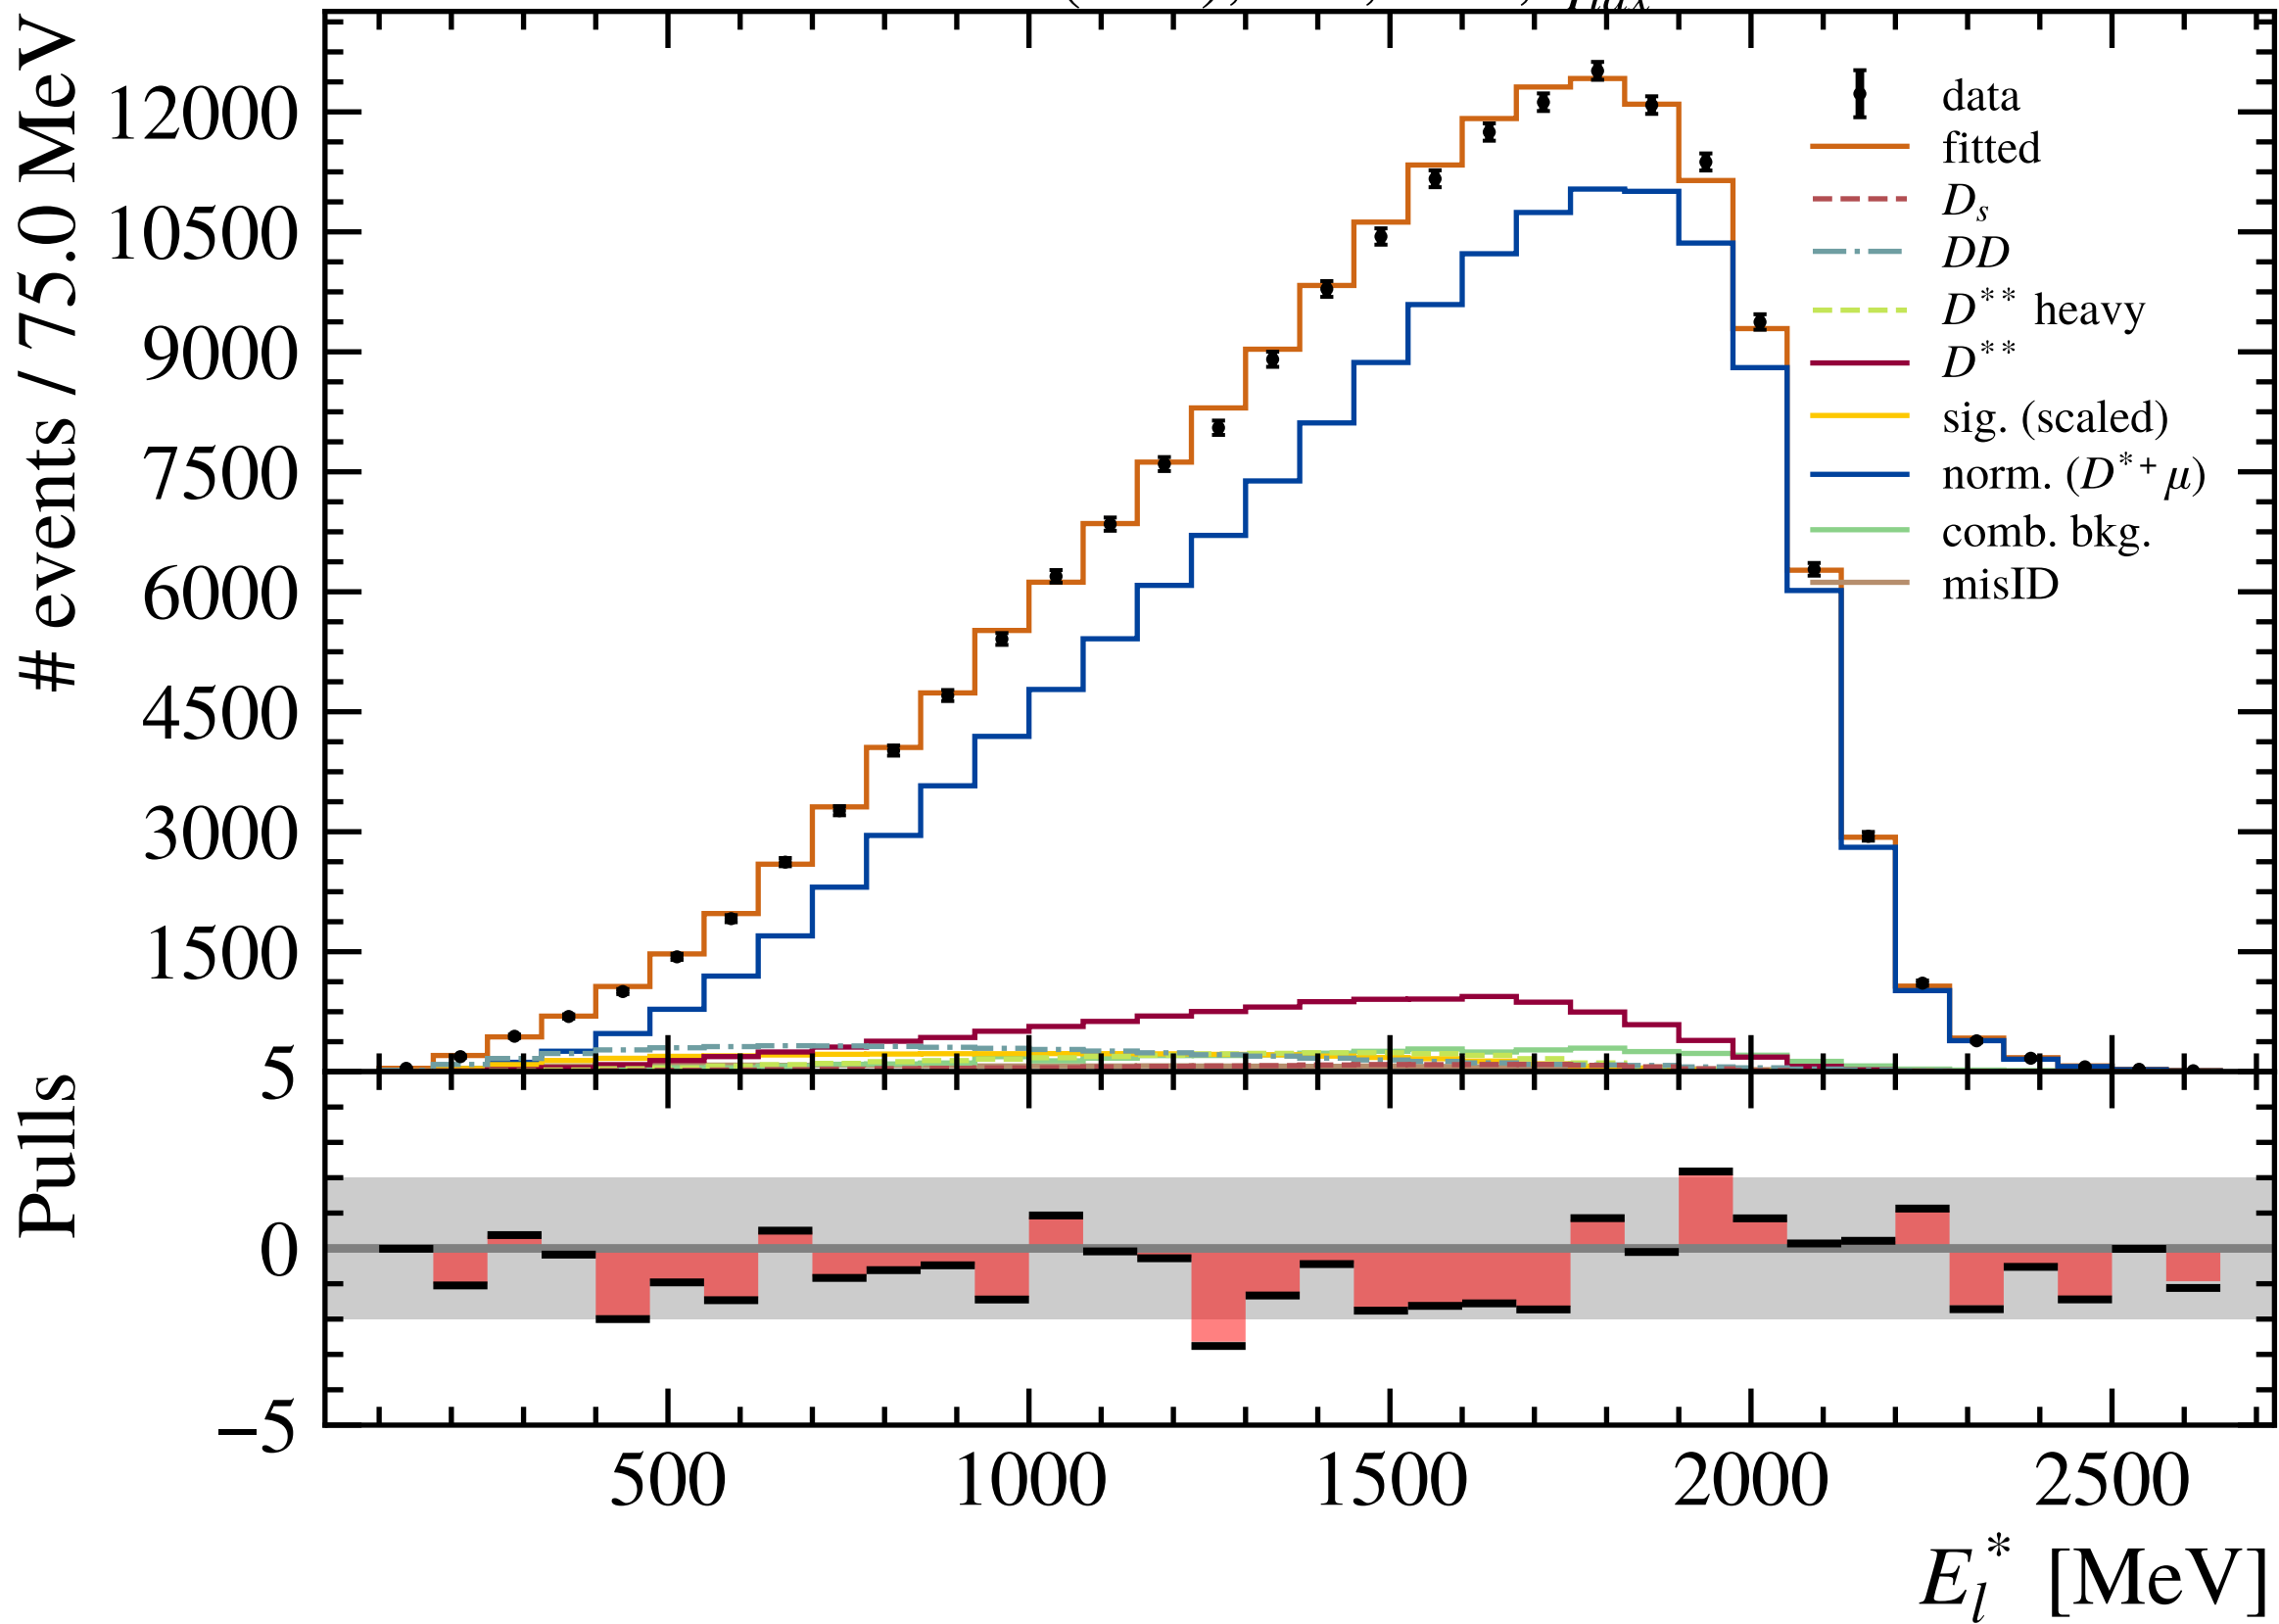 # events / 75.0 MeV
12000
10500
9000
7500
6000
4500
3000
1500
data
fitted
D_s
DD
D** heavy
D**
sig. (scaled)
norm. (D*+ μ)
comb. bkg.
misID
Pulls
5
0
−5
500 1000 1500 2000 2500
E_l* [MeV]